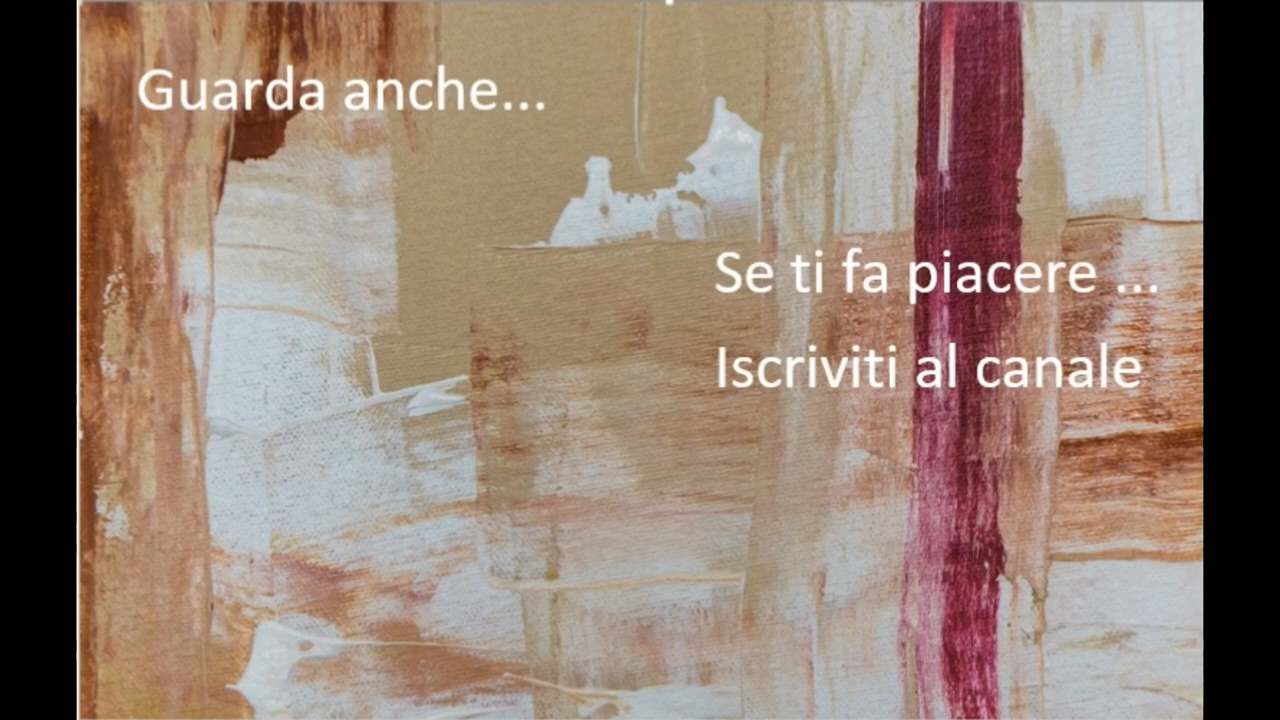 Guarda anche...
Se ti fa piacere ...
Iscriviti al canale